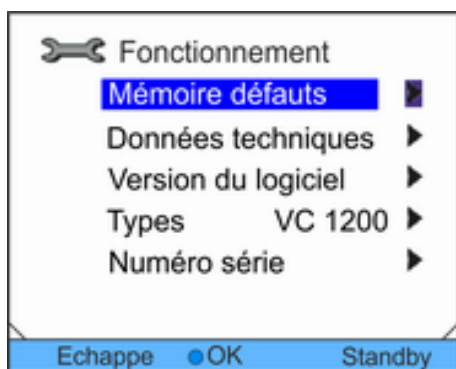 Fonctionnement
Mémoire défauts
Données techniques
Version du logiciel
Types VC 1200
Numéro série
Echappe OK Standby